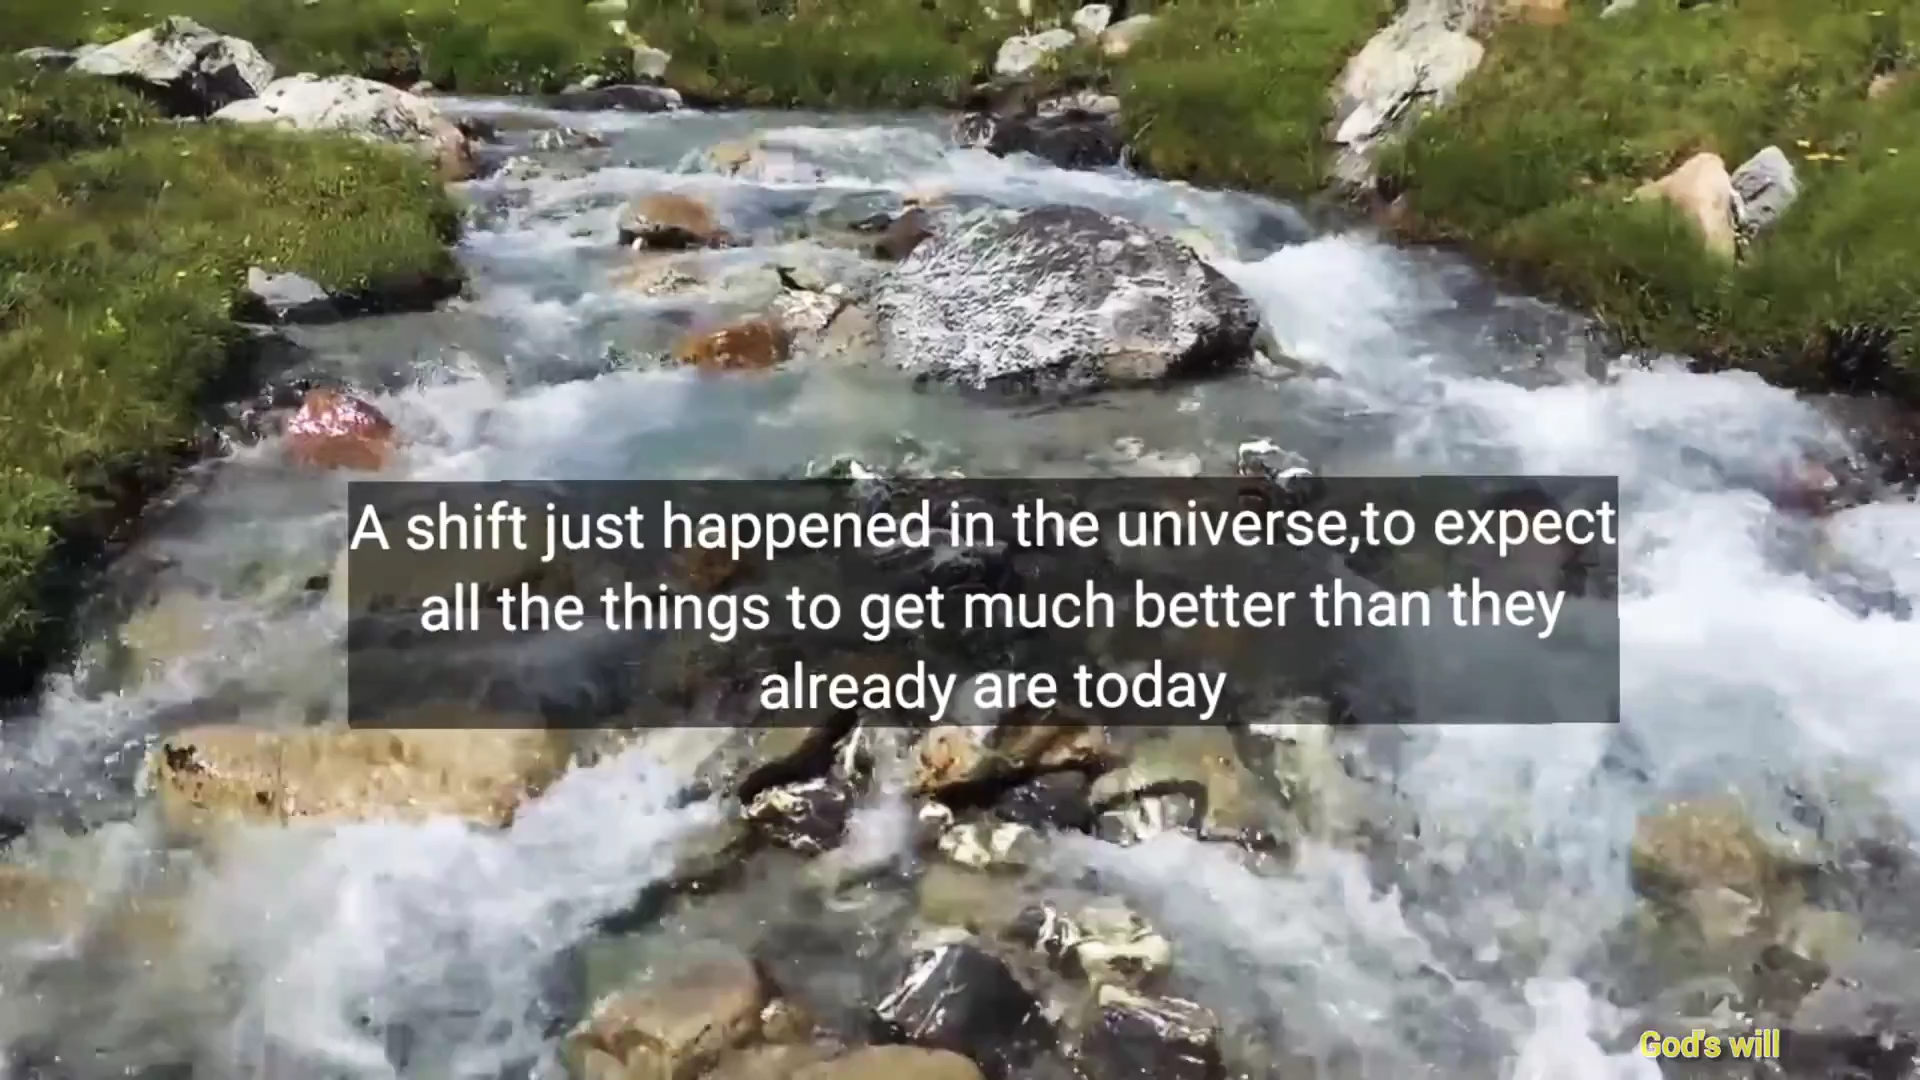 A shift just happened in the universe,to expect
all the things to get much better than they
already are today
God's will